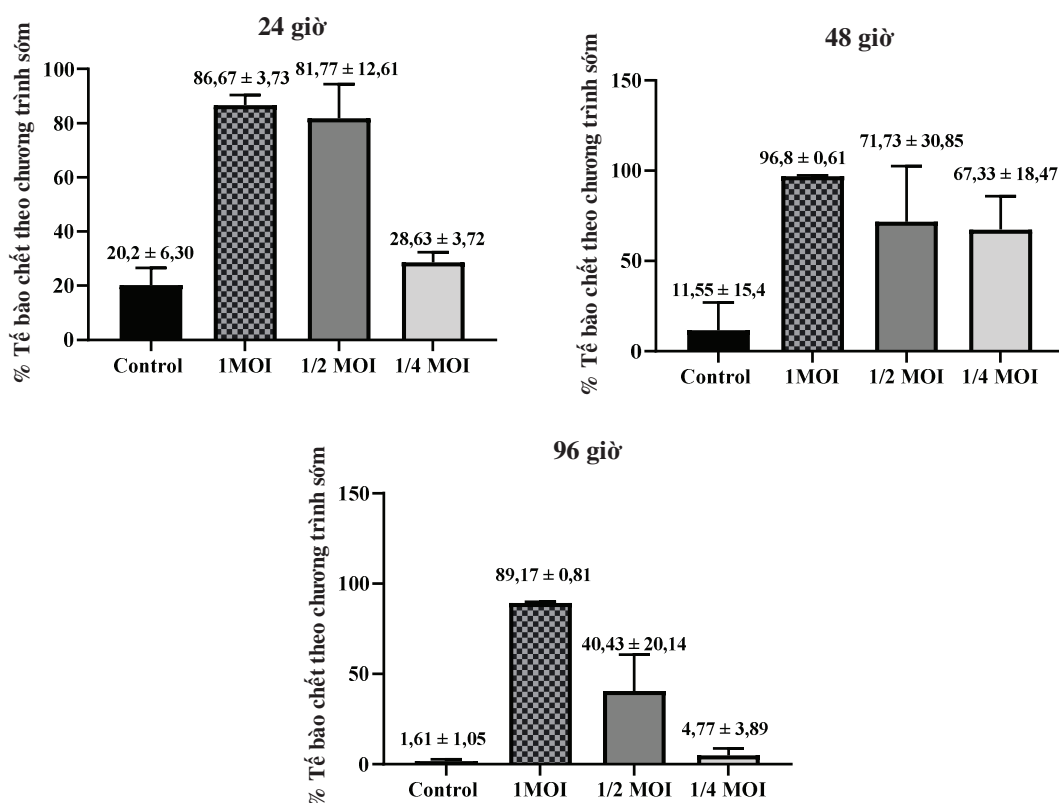 24 giờ
% Tế bào chết theo chương trình sớm
100
80
60
40
20
0
20,2 ± 6,30
86,67 ± 3,73
81,77 ± 12,61
28,63 ± 3,72
Control
1MOI
1/2 MOI
1/4 MOI
48 giờ
% Tế bào chết theo chương trình sớm
150
100
50
0
11,55 ± 15,4
96,8 ± 0,61
71,73 ± 30,85
67,33 ± 18,47
Control
1MOI
1/2 MOI
1/4 MOI
96 giờ
% Tế bào chết theo chương trình sớm
150
100
50
0
1,61 ± 1,05
89,17 ± 0,81
40,43 ± 20,14
4,77 ± 3,89
Control
1MOI
1/2 MOI
1/4 MOI